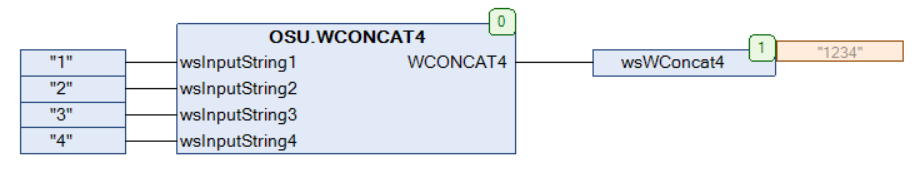 0
OSU.WCONCAT4
"1" wsInputString1 WCONCAT4 wsWConcat4 1 "1234"
"2" wsInputString2
"3" wsInputString3
"4" wsInputString4